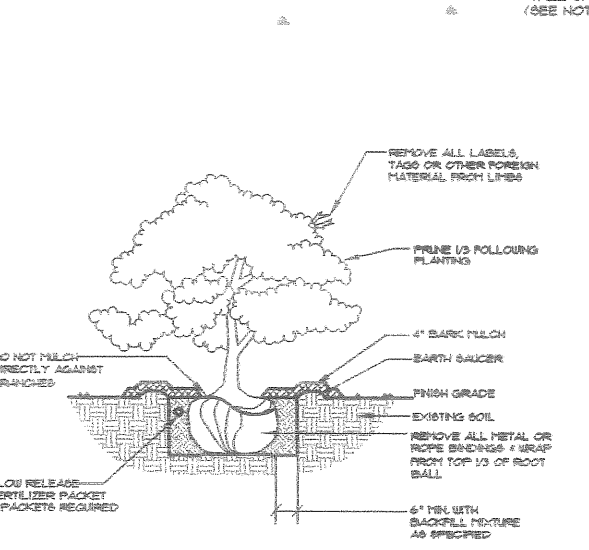 (SEE NOT
REMOVE ALL LABELS,
TAGS OR OTHER FOREIGN
MATERIAL FROM LIMBS
PRUNE 1/3 FOLLOWING
PLANTING
4" BARK MULCH
O NOT MULCH
IRECTLY AGAINST
RANCHES
EARTH SAUCER
FINISH GRADE
EXISTING SOIL
REMOVE ALL METAL OR
ROPE BINDINGS & WRAP
FROM TOP 1/3 OF ROOT
BALL
LOW RELEASE
ERTILIZER PACKET
PACKETS REQUIRED
6" MIN. WITH
BACKFILL MIXTURE
AS SPECIFIED